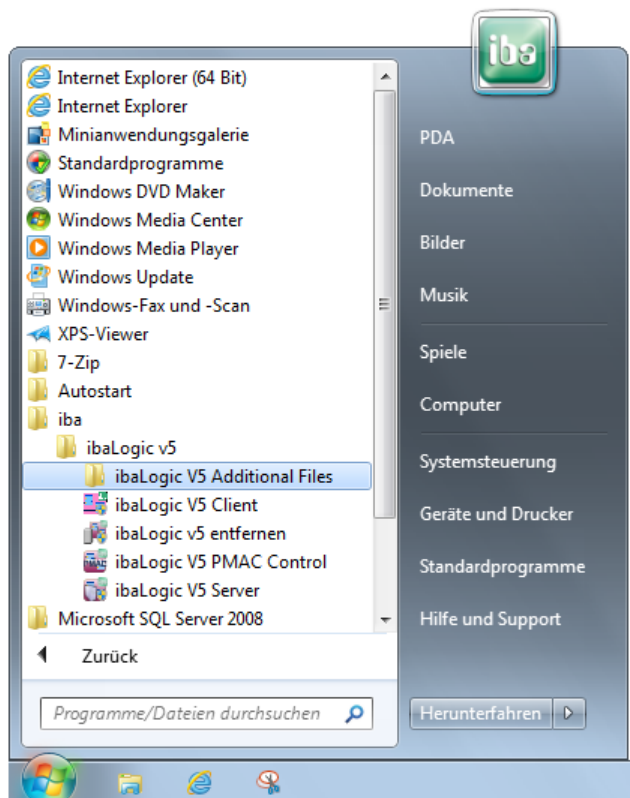 iba
Internet Explorer (64 Bit)
Internet Explorer
Minianwendungsgalerie
Standardprogramme
Windows DVD Maker
Windows Media Center
Windows Media Player
Windows Update
Windows-Fax und -Scan
XPS-Viewer
7-Zip
Autostart
iba
ibaLogic v5
ibaLogic V5 Additional Files
ibaLogic V5 Client
ibaLogic v5 entfernen
ibaLogic V5 PMAC Control
ibaLogic V5 Server
Microsoft SQL Server 2008
Zurück
Programme/Dateien durchsuchen
PDA
Dokumente
Bilder
Musik
Spiele
Computer
Systemsteuerung
Geräte und Drucker
Standardprogramme
Hilfe und Support
Herunterfahren